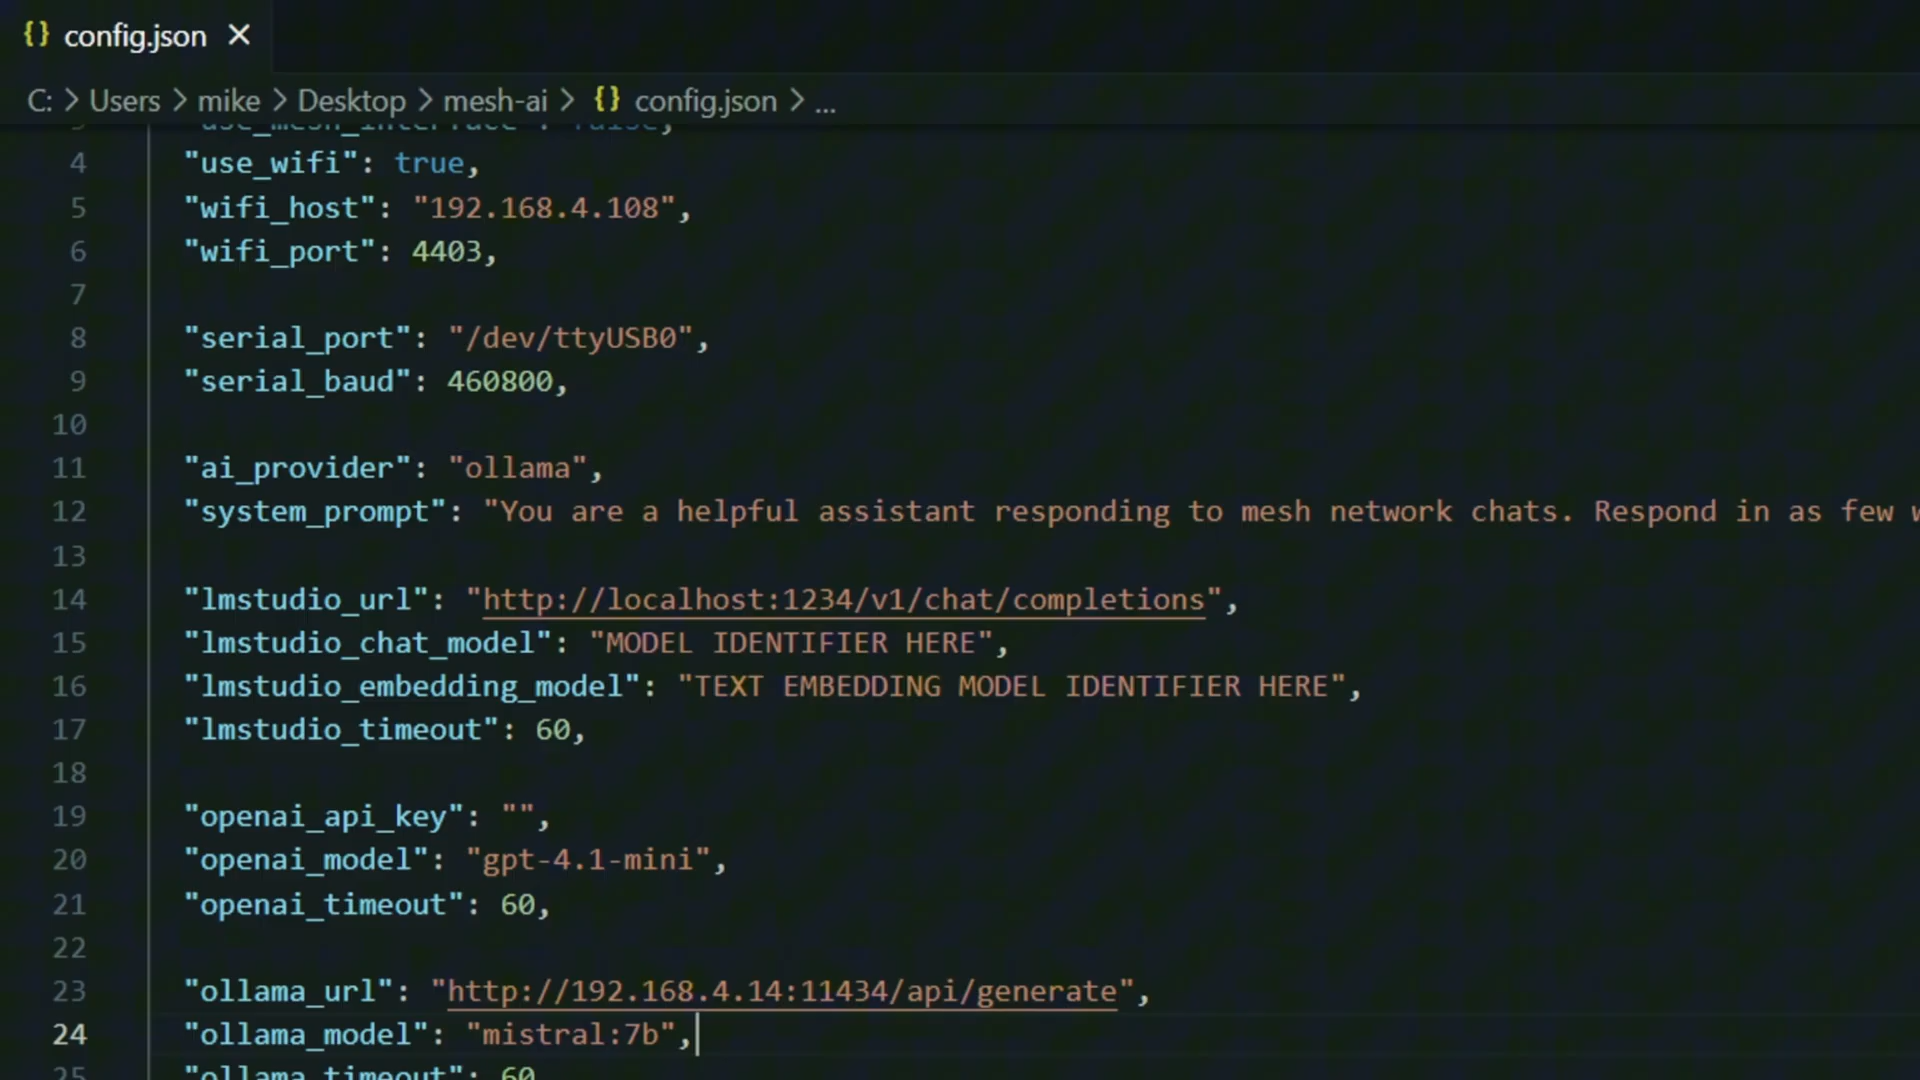 {} config.json ×
C: > Users > mike > Desktop > mesh-ai > {} config.json > ...
"use_mesh_interface": false,
4 "use_wifi": true,
5 "wifi_host": "192.168.4.108",
6 "wifi_port": 4403,
7
8 "serial_port": "/dev/ttyUSB0",
9 "serial_baud": 460800,
10
11 "ai_provider": "ollama",
12 "system_prompt": "You are a helpful assistant responding to mesh network chats. Respond in as few
13
14 "lmstudio_url": "http://localhost:1234/v1/chat/completions",
15 "lmstudio_chat_model": "MODEL IDENTIFIER HERE",
16 "lmstudio_embedding_model": "TEXT EMBEDDING MODEL IDENTIFIER HERE",
17 "lmstudio_timeout": 60,
18
19 "openai_api_key": "",
20 "openai_model": "gpt-4.1-mini",
21 "openai_timeout": 60,
22
23 "ollama_url": "http://192.168.4.14:11434/api/generate",
24 "ollama_model": "mistral:7b",
25 "ollama_timeout": 60